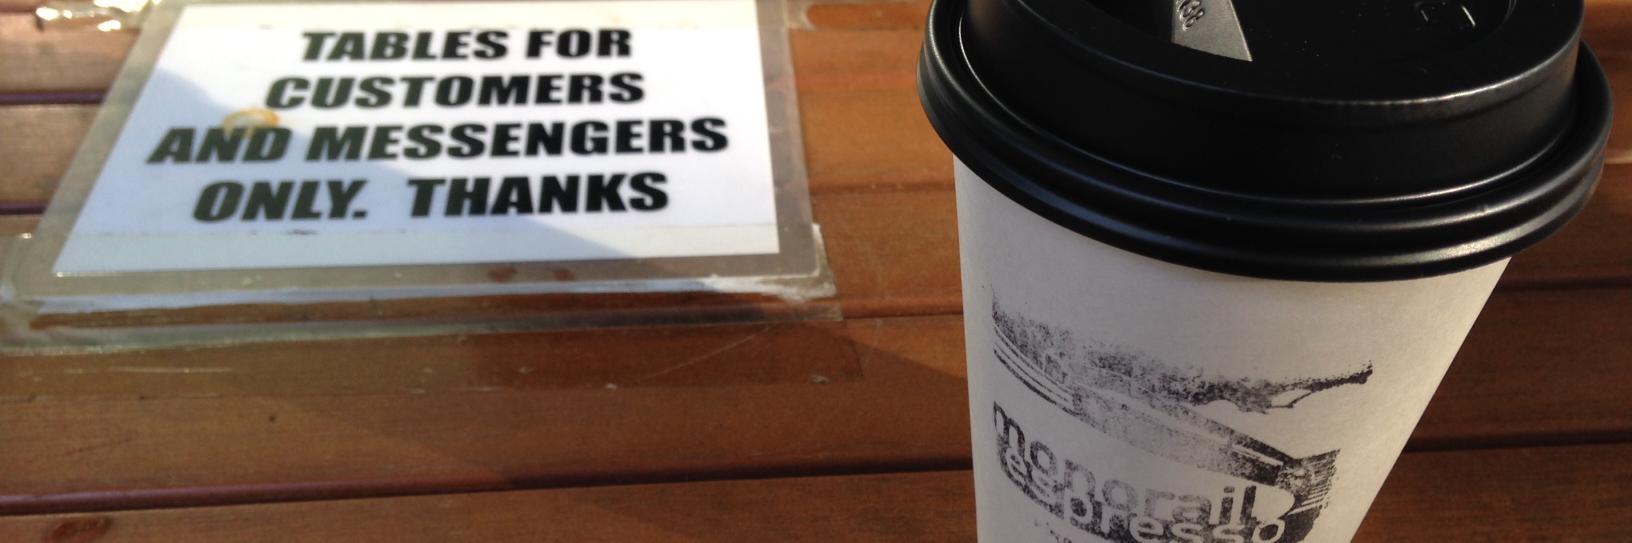 TABLES FOR
CUSTOMERS
AND MESSENGERS
ONLY. THANKS
monorail
espresso